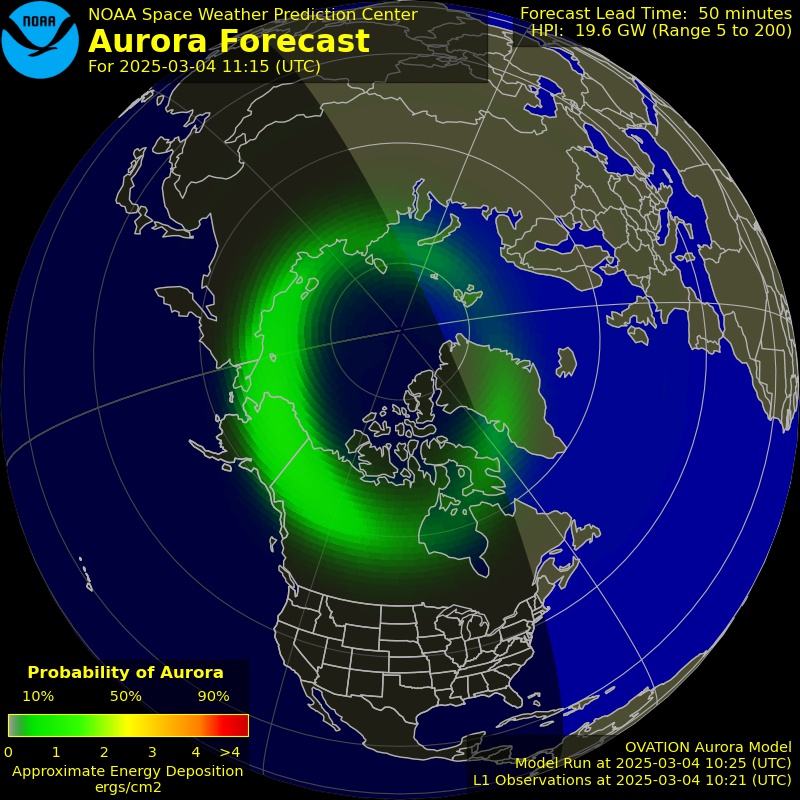 NOAA
NOAA Space Weather Prediction Center
Aurora Forecast
For 2025-03-04 11:15 (UTC)
Forecast Lead Time: 50 minutes
HPI: 19.6 GW (Range 5 to 200)
Probability of Aurora
10% 50% 90%
0 1 2 3 4 >4
Approximate Energy Deposition
ergs/cm2
OVATION Aurora Model
Model Run at 2025-03-04 10:25 (UTC)
L1 Observations at 2025-03-04 10:21 (UTC)